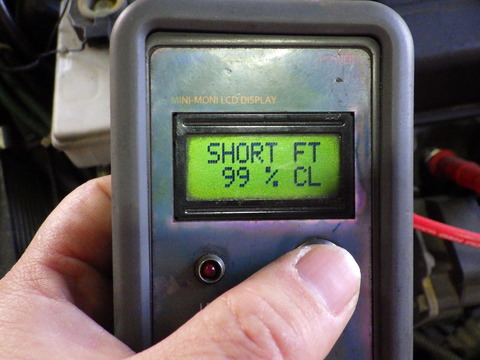 MINI-MONI LCD DISPLAY
SHORT FT
99 % CL